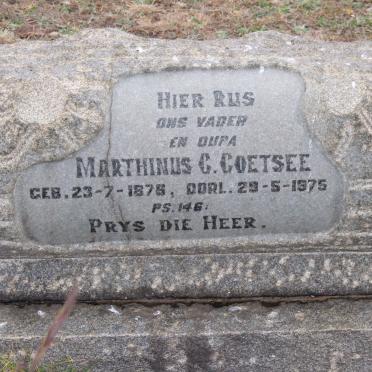 HIER RUS
ONS VADER
EN OUPA
MARTHINUS C. COETSEE
GEB. 23-7-1876, OORL. 29-5-1975
PS. 146:
PRYS DIE HEER.